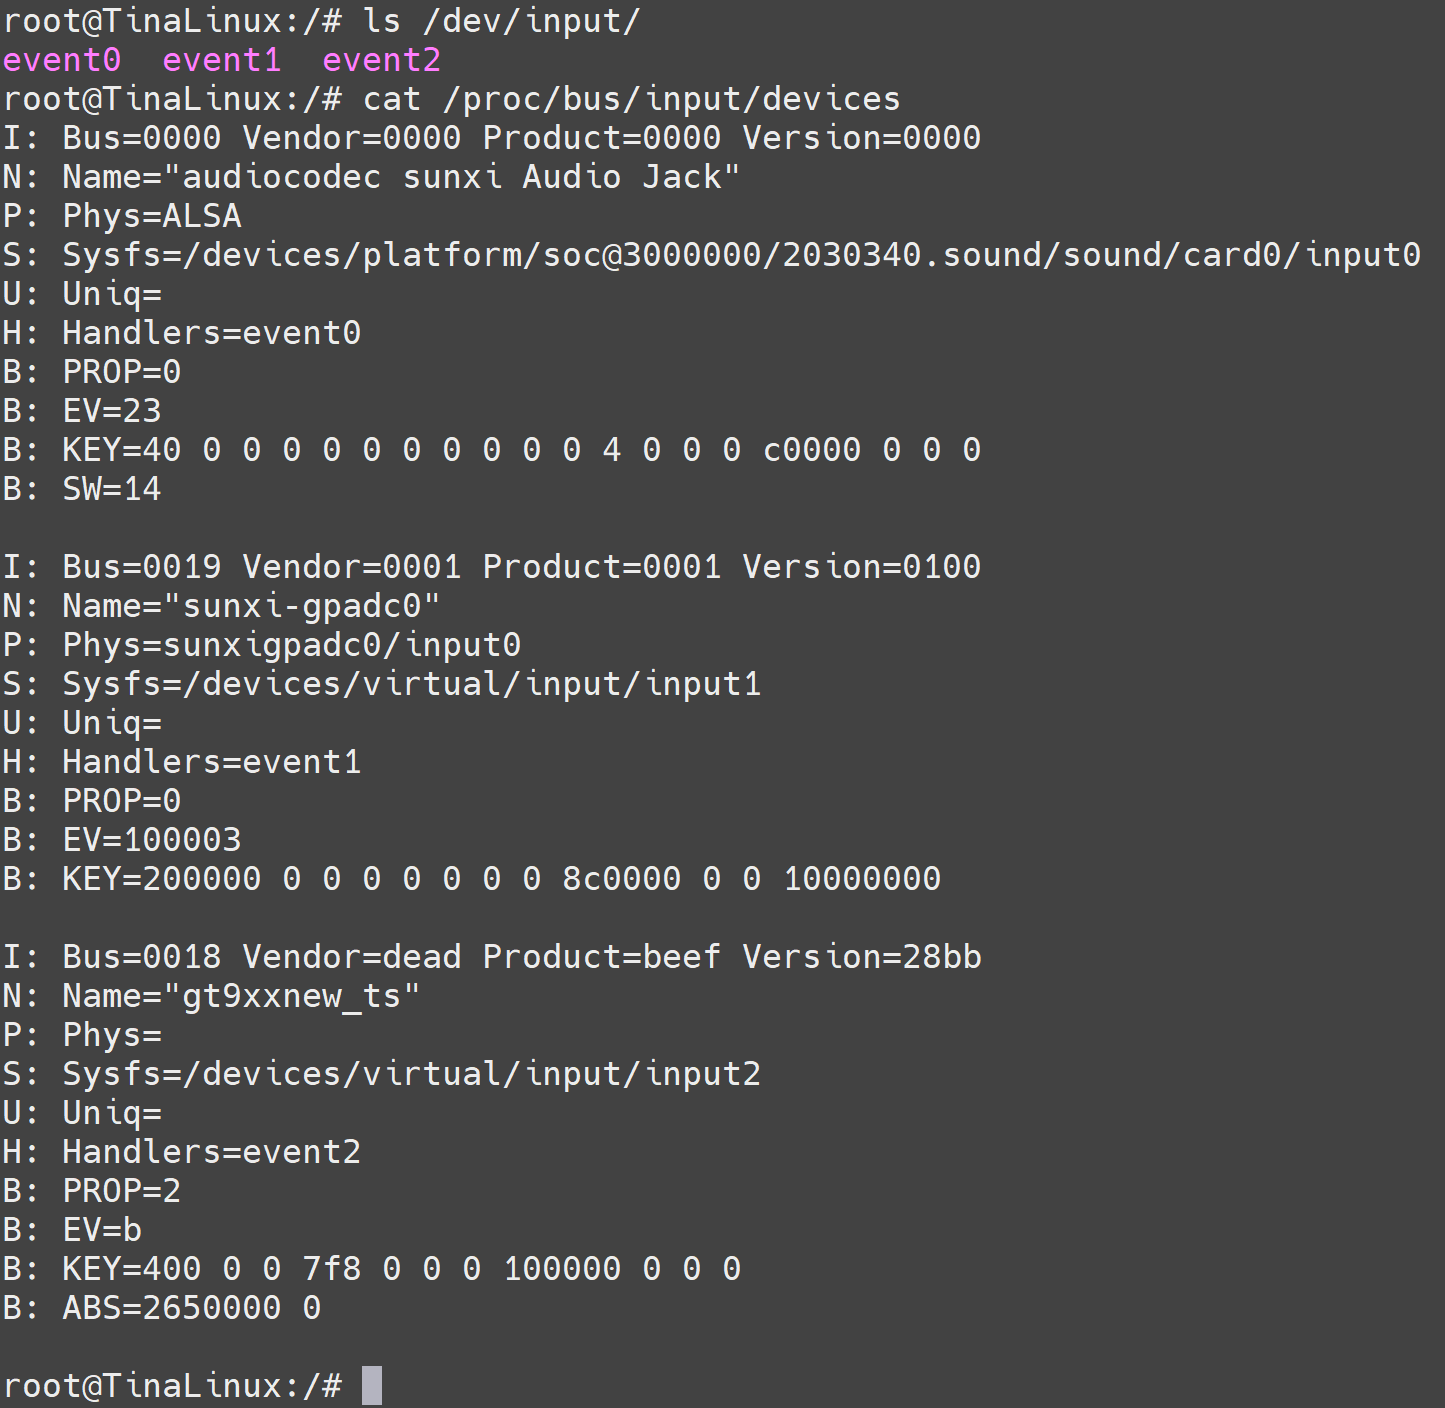 root@TinaLinux:/# ls /dev/input/
event0  event1  event2
root@TinaLinux:/# cat /proc/bus/input/devices
I: Bus=0000 Vendor=0000 Product=0000 Version=0000
N: Name="audiocodec sunxi Audio Jack"
P: Phys=ALSA
S: Sysfs=/devices/platform/soc@3000000/2030340.sound/sound/card0/input0
U: Uniq=
H: Handlers=event0
B: PROP=0
B: EV=23
B: KEY=40 0 0 0 0 0 0 0 0 0 0 4 0 0 0 c0000 0 0 0
B: SW=14

I: Bus=0019 Vendor=0001 Product=0001 Version=0100
N: Name="sunxi-gpadc0"
P: Phys=sunxigpadc0/input0
S: Sysfs=/devices/virtual/input/input1
U: Uniq=
H: Handlers=event1
B: PROP=0
B: EV=100003
B: KEY=200000 0 0 0 0 0 0 0 8c0000 0 0 10000000

I: Bus=0018 Vendor=dead Product=beef Version=28bb
N: Name="gt9xxnew_ts"
P: Phys=
S: Sysfs=/devices/virtual/input/input2
U: Uniq=
H: Handlers=event2
B: PROP=2
B: EV=b
B: KEY=400 0 0 7f8 0 0 0 100000 0 0 0
B: ABS=2650000 0

root@TinaLinux:/#